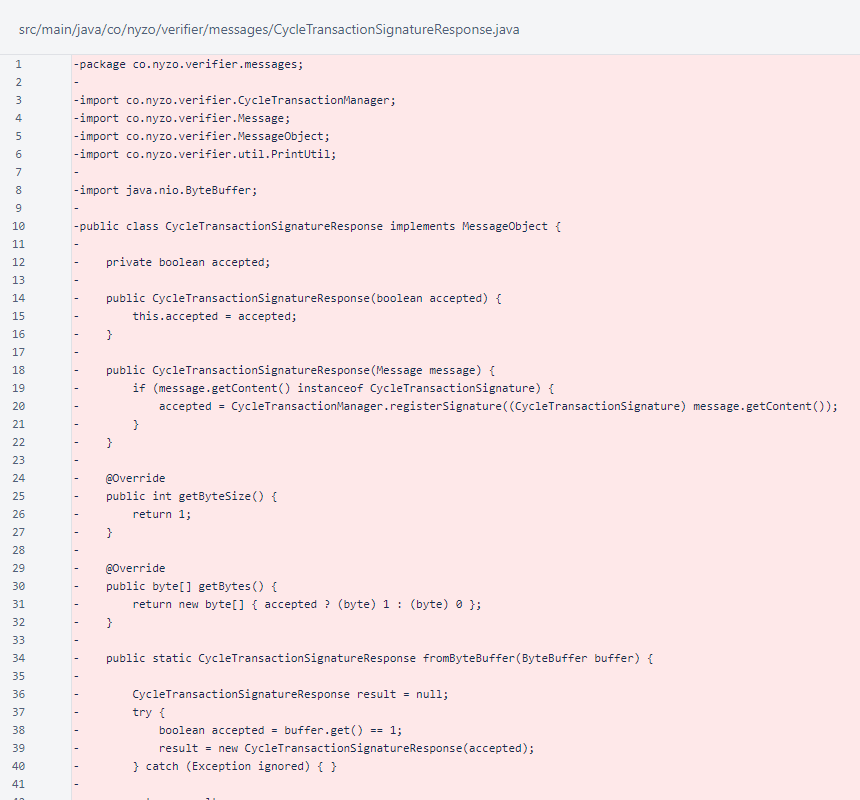 src/main/java/co/nyzo/verifier/messages/CycleTransactionSignatureResponse.java
1 -package co.nyzo.verifier.messages;
2 -
3 -import co.nyzo.verifier.CycleTransactionManager;
4 -import co.nyzo.verifier.Message;
5 -import co.nyzo.verifier.MessageObject;
6 -import co.nyzo.verifier.util.PrintUtil;
7 -
8 -import java.nio.ByteBuffer;
9 -
10 -public class CycleTransactionSignatureResponse implements MessageObject {
11 -
12 -    private boolean accepted;
13 -
14 -    public CycleTransactionSignatureResponse(boolean accepted) {
15 -        this.accepted = accepted;
16 -    }
17 -
18 -    public CycleTransactionSignatureResponse(Message message) {
19 -        if (message.getContent() instanceof CycleTransactionSignature) {
20 -            accepted = CycleTransactionManager.registerSignature((CycleTransactionSignature) message.getContent());
21 -        }
22 -    }
23 -
24 -    @Override
25 -    public int getByteSize() {
26 -        return 1;
27 -    }
28 -
29 -    @Override
30 -    public byte[] getBytes() {
31 -        return new byte[] { accepted ? (byte) 1 : (byte) 0 };
32 -    }
33 -
34 -    public static CycleTransactionSignatureResponse fromByteBuffer(ByteBuffer buffer) {
35 -
36 -        CycleTransactionSignatureResponse result = null;
37 -        try {
38 -            boolean accepted = buffer.get() == 1;
39 -            result = new CycleTransactionSignatureResponse(accepted);
40 -        } catch (Exception ignored) { }
41 -